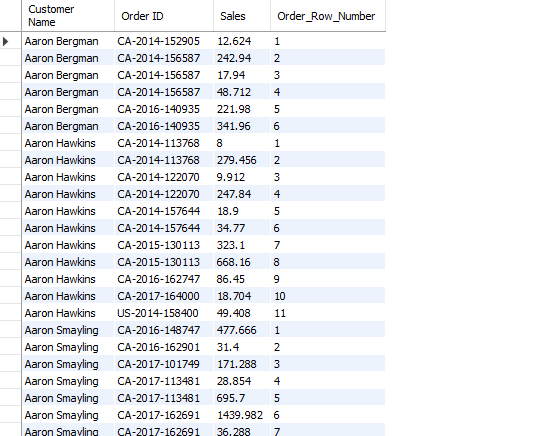 Customer Name Order ID Sales Order_Row_Number
Aaron Bergman CA-2014-152905 12.624 1
Aaron Bergman CA-2014-156587 242.94 2
Aaron Bergman CA-2014-156587 17.94 3
Aaron Bergman CA-2014-156587 48.712 4
Aaron Bergman CA-2016-140935 221.98 5
Aaron Bergman CA-2016-140935 341.96 6
Aaron Hawkins CA-2014-113768 8 1
Aaron Hawkins CA-2014-113768 279.456 2
Aaron Hawkins CA-2014-122070 9.912 3
Aaron Hawkins CA-2014-122070 247.84 4
Aaron Hawkins CA-2014-157644 18.9 5
Aaron Hawkins CA-2014-157644 34.77 6
Aaron Hawkins CA-2015-130113 323.1 7
Aaron Hawkins CA-2015-130113 668.16 8
Aaron Hawkins CA-2016-162747 86.45 9
Aaron Hawkins CA-2017-164000 18.704 10
Aaron Hawkins US-2014-158400 49.408 11
Aaron Smayling CA-2016-148747 477.666 1
Aaron Smayling CA-2016-162901 31.4 2
Aaron Smayling CA-2017-101749 171.288 3
Aaron Smayling CA-2017-113481 28.854 4
Aaron Smayling CA-2017-113481 695.7 5
Aaron Smayling CA-2017-162691 1439.982 6
Aaron Smayling CA-2017-162691 36.288 7